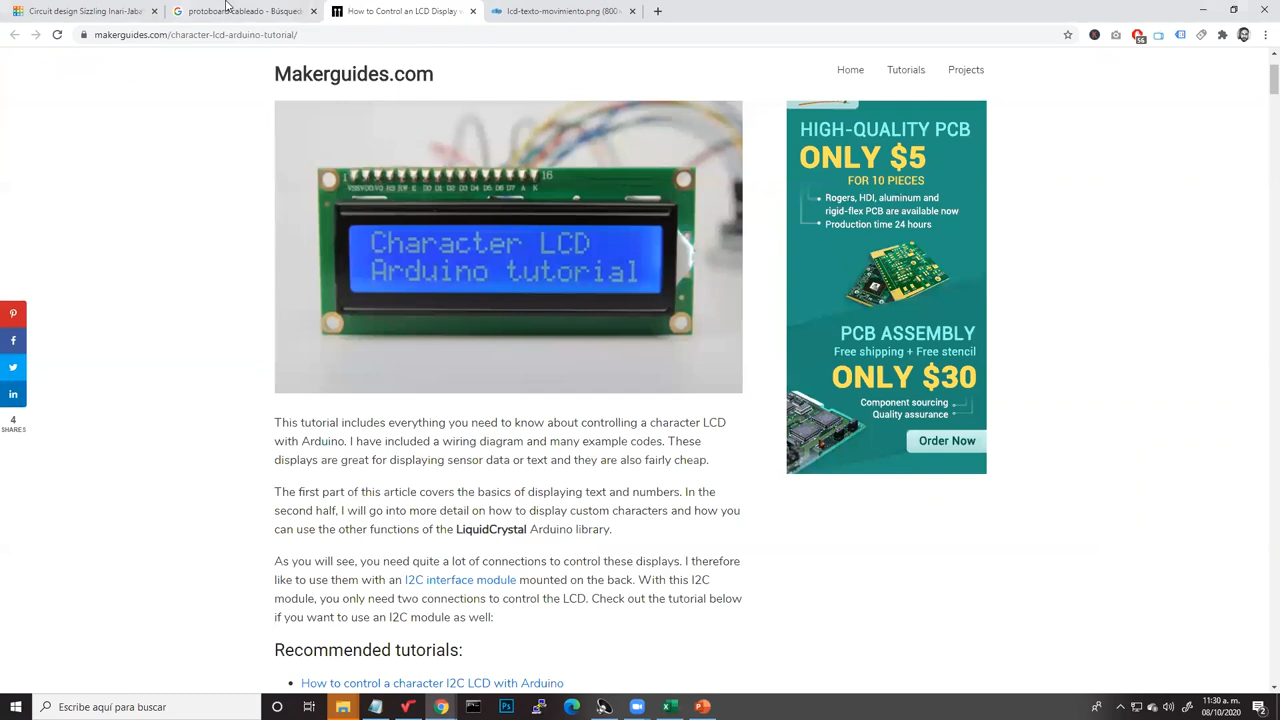 Circuit design Sizzling Inari-Jaba
protoboard cableado - Búsqued
How to Control an LCD Display
lcd-texto-movimiento.png (800×
makerguides.com/character-lcd-arduino-tutorial/
Makerguides.com
Home
Tutorials
Projects
1
16
Character LCD
Arduino tutorial
HIGH-QUALITY PCB
ONLY $5
FOR 10 PIECES
Rogers, HDI, aluminum and
rigid-flex PCB are available now
Production time 24 hours
PCB ASSEMBLY
Free shipping + Free stencil
ONLY $30
Component sourcing
Quality assurance
Order Now
4
SHARES
This tutorial includes everything you need to know about controlling a character LCD
with Arduino. I have included a wiring diagram and many example codes. These
displays are great for displaying sensor data or text and they are also fairly cheap.
The first part of this article covers the basics of displaying text and numbers. In the
second half, I will go into more detail on how to display custom characters and how you
can use the other functions of the LiquidCrystal Arduino library.
As you will see, you need quite a lot of connections to control these displays. I therefore
like to use them with an I2C interface module mounted on the back. With this I2C
module, you only need two connections to control the LCD. Check out the tutorial below
if you want to use an I2C module as well:
Recommended tutorials:
How to control a character I2C LCD with Arduino
Escribe aquí para buscar
11:30 a. m.
08/10/2020